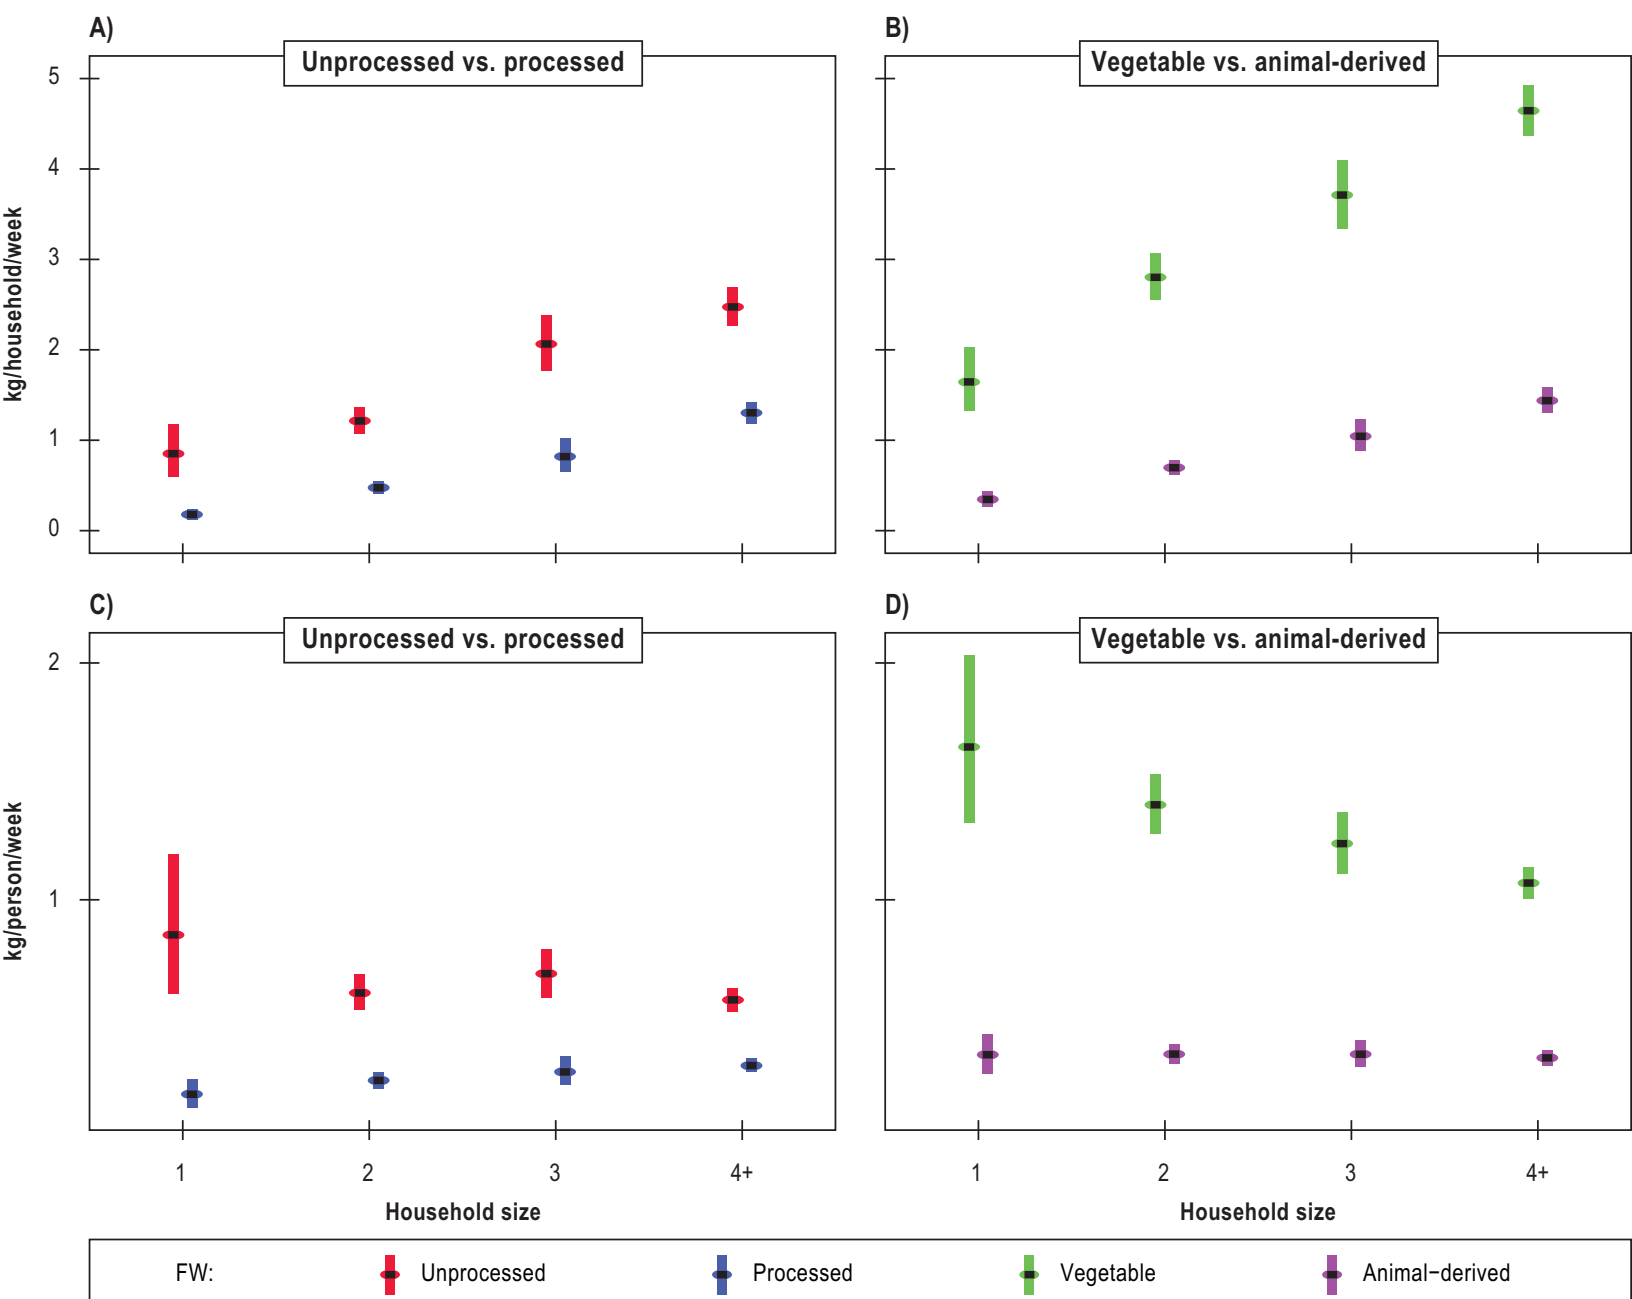 A)
Unprocessed vs. processed
B)
Vegetable vs. animal-derived
kg/household/week
5
4
3
2
1
0
C)
Unprocessed vs. processed
D)
Vegetable vs. animal-derived
kg/person/week
2
1
1 2 3 4+
1 2 3 4+
Household size
Household size
FW: Unprocessed Processed Vegetable Animal−derived